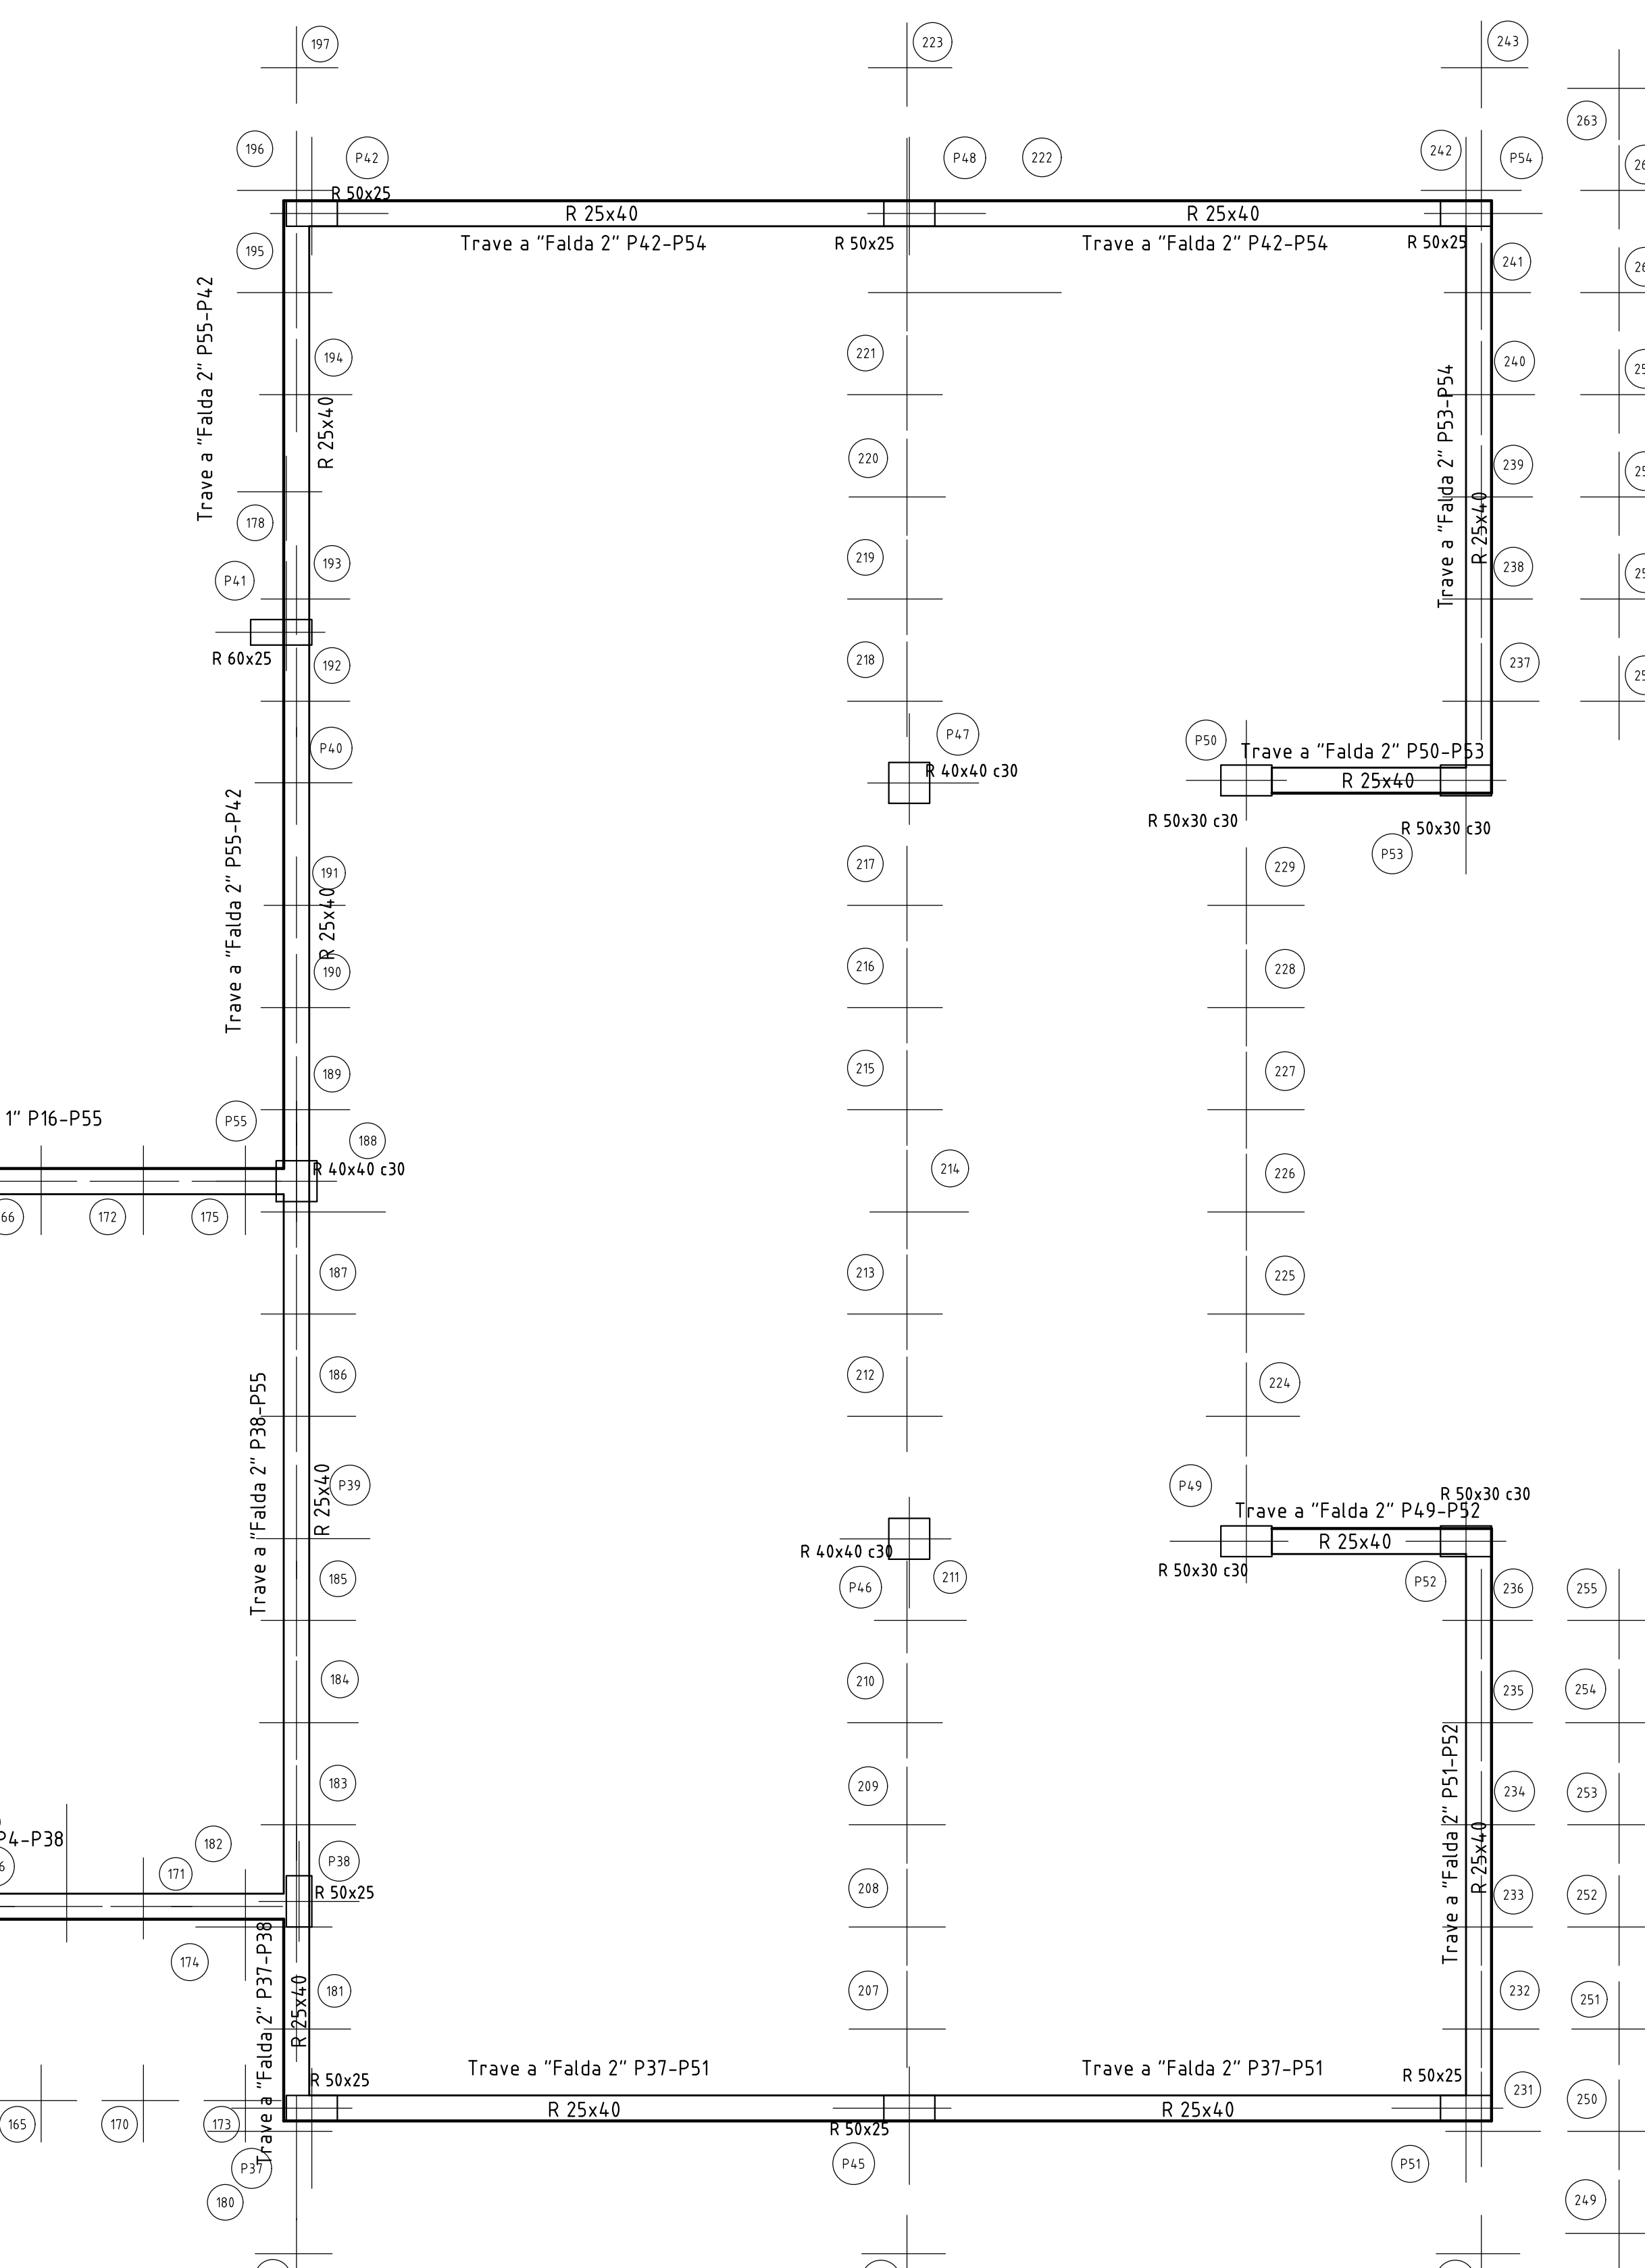 197
223
243
263
196
P42
P48
222
242
P54
R 50x25
R 25x40
R 25x40
195
Trave a "Falda 2" P42-P54
R 50x25
Trave a "Falda 2" P42-P54
R 50x25
241
Trave a "Falda 2" P55-P42
194
221
240
R 25x40
220
Trave a "Falda 2" P53-P54
239
178
R 25x40
193
219
238
P41
R 60x25
192
218
237
P40
P47
P50
Trave a "Falda 2" P50-P53
R 40x40 c30
R 25x40
R 50x30 c30
R 50x30 c30
P53
Trave a "Falda 2" P55-P42
191
217
229
R 25x40
190
216
228
189
215
227
1" P16-P55
P55
188
R 40x40 c30
214
226
66
172
175
187
213
225
186
212
224
Trave a "Falda 2" P38-P55
R 25x40
P39
P49
R 50x30 c30
Trave a "Falda 2" P49-P52
R 25x40
R 40x40 c30
R 50x30 c30
185
P46
211
P52
236
255
184
210
235
254
183
209
234
253
Trave a "Falda 2" P51-P52
R 25x40
P4-P38
182
6
171
P38
R 50x25
208
233
252
174
Trave a "Falda 2" P37-P38
R 25x40
181
207
232
251
Trave a "Falda 2" P37-P51
Trave a "Falda 2" P37-P51
R 50x25
R 50x25
231
250
165
170
173
R 25x40
R 25x40
R 50x25
P37
P45
P51
180
249